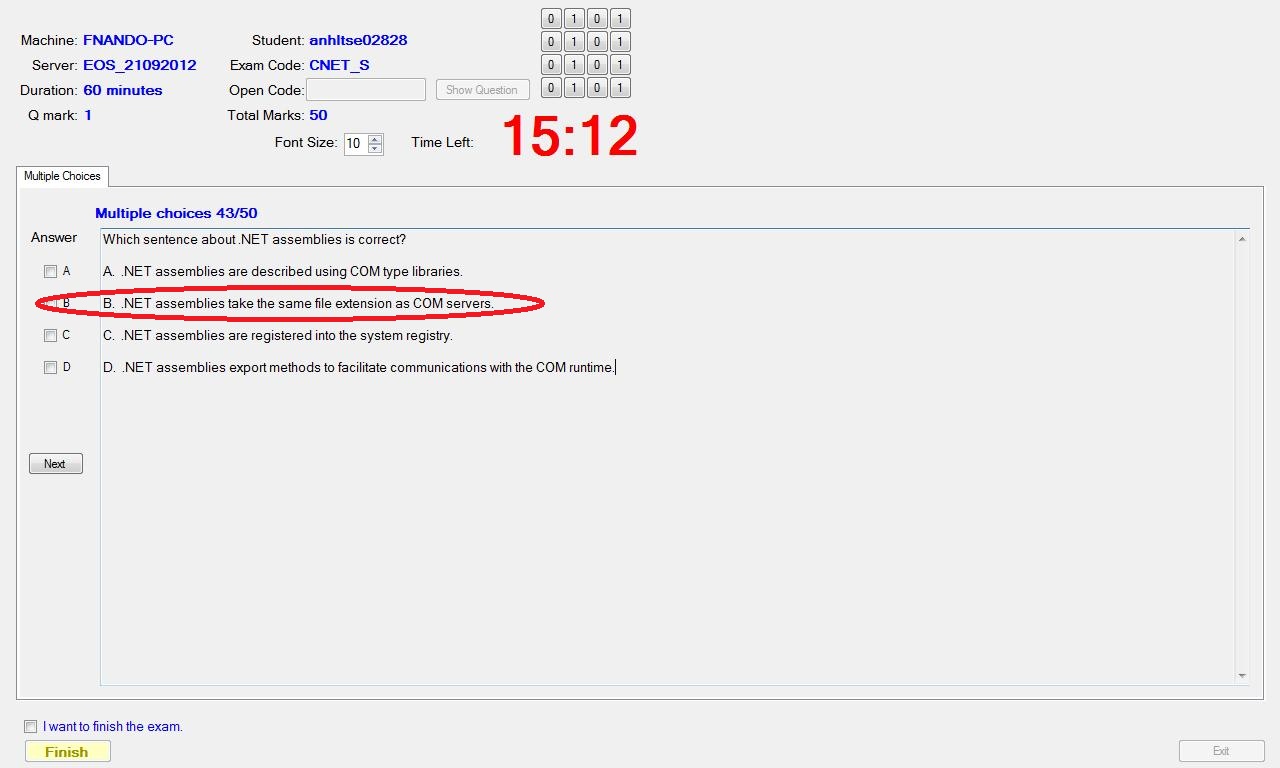 Machine: FNANDO-PC Student: anhltse02828
Server: EOS_21092012 Exam Code: CNET_S
Duration: 60 minutes Open Code: Show Question
Q mark: 1 Total Marks: 50
0 1 0 1
0 1 0 1
0 1 0 1
0 1 0 1
Font Size: 10 Time Left: 15:12
Multiple Choices
Multiple choices 43/50
Answer
Which sentence about .NET assemblies is correct?
A A. .NET assemblies are described using COM type libraries.
B B. .NET assemblies take the same file extension as COM servers.
C C. .NET assemblies are registered into the system registry.
D D. .NET assemblies export methods to facilitate communications with the COM runtime.
Next
I want to finish the exam.
Finish Exit